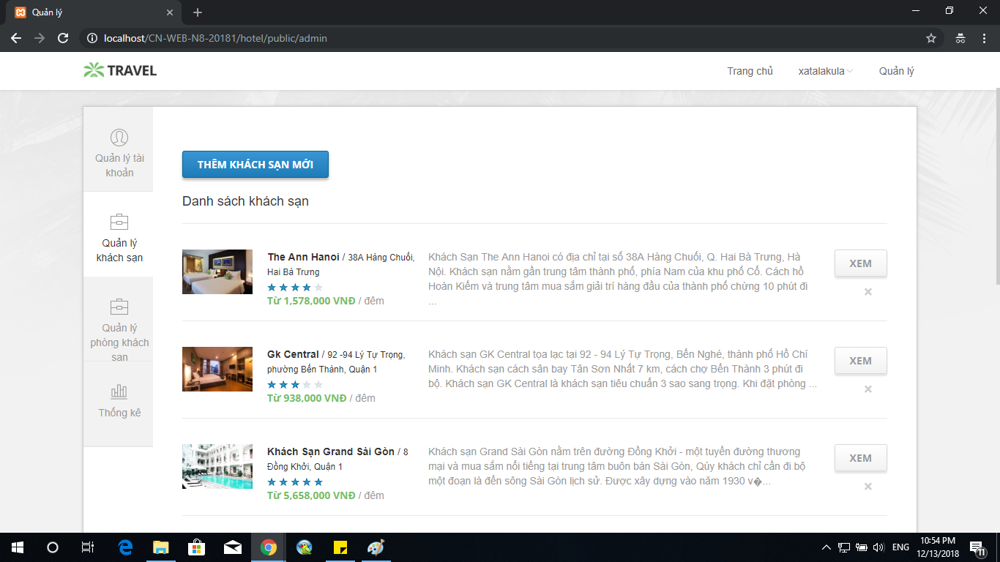 Quản lý
localhost/CN-WEB-N8-20181/hotel/public/admin
TRAVEL
Trang chủ
xatalakula
Quản lý
Quản lý tài
khoản
Quản lý
khách sạn
Quản lý
phòng khách
sạn
Thống kê
THÊM KHÁCH SẠN MỚI
Danh sách khách sạn
The Ann Hanoi / 38A Hàng Chuối,
Hai Bà Trưng
Từ 1,578,000 VNĐ / đêm
Khách Sạn The Ann Hanoi có địa chỉ tại số 38A Hàng Chuối, Q. Hai Bà Trưng, Hà
Nội. Khách sạn nằm gần trung tâm thành phố, phía Nam của khu phố Cổ. Cách hồ
Hoàn Kiếm và trung tâm mua sắm giải trí hàng đầu của thành phố chừng 10 phút đi
...
XEM
Gk Central / 92 -94 Lý Tự Trọng,
phường Bến Thành, Quận 1
Từ 938,000 VNĐ / đêm
Khách sạn GK Central tọa lạc tại 92 - 94 Lý Tự Trọng, Bến Nghé, thành phố Hồ Chí
Minh. Khách sạn cách sân bay Tân Sơn Nhất 7 km, cách chợ Bến Thành 3 phút đi
bộ. Khách sạn GK Central là khách sạn tiêu chuẩn 3 sao sang trọng. Khi đặt phòng ...
XEM
Khách Sạn Grand Sài Gòn / 8
Đồng Khởi, Quận 1
Từ 5,658,000 VNĐ / đêm
Khách sạn Grand Sài Gòn nằm trên đường Đồng Khởi - một tuyến đường thương
mại và mua sắm nổi tiếng tại trung tâm buôn bán Sài Gòn, Qúy khách chỉ cần đi bộ
một đoạn là đến sông Sài Gòn lịch sử. Được xây dựng vào năm 1930 v�...
XEM
ENG
10:54 PM
12/13/2018
11